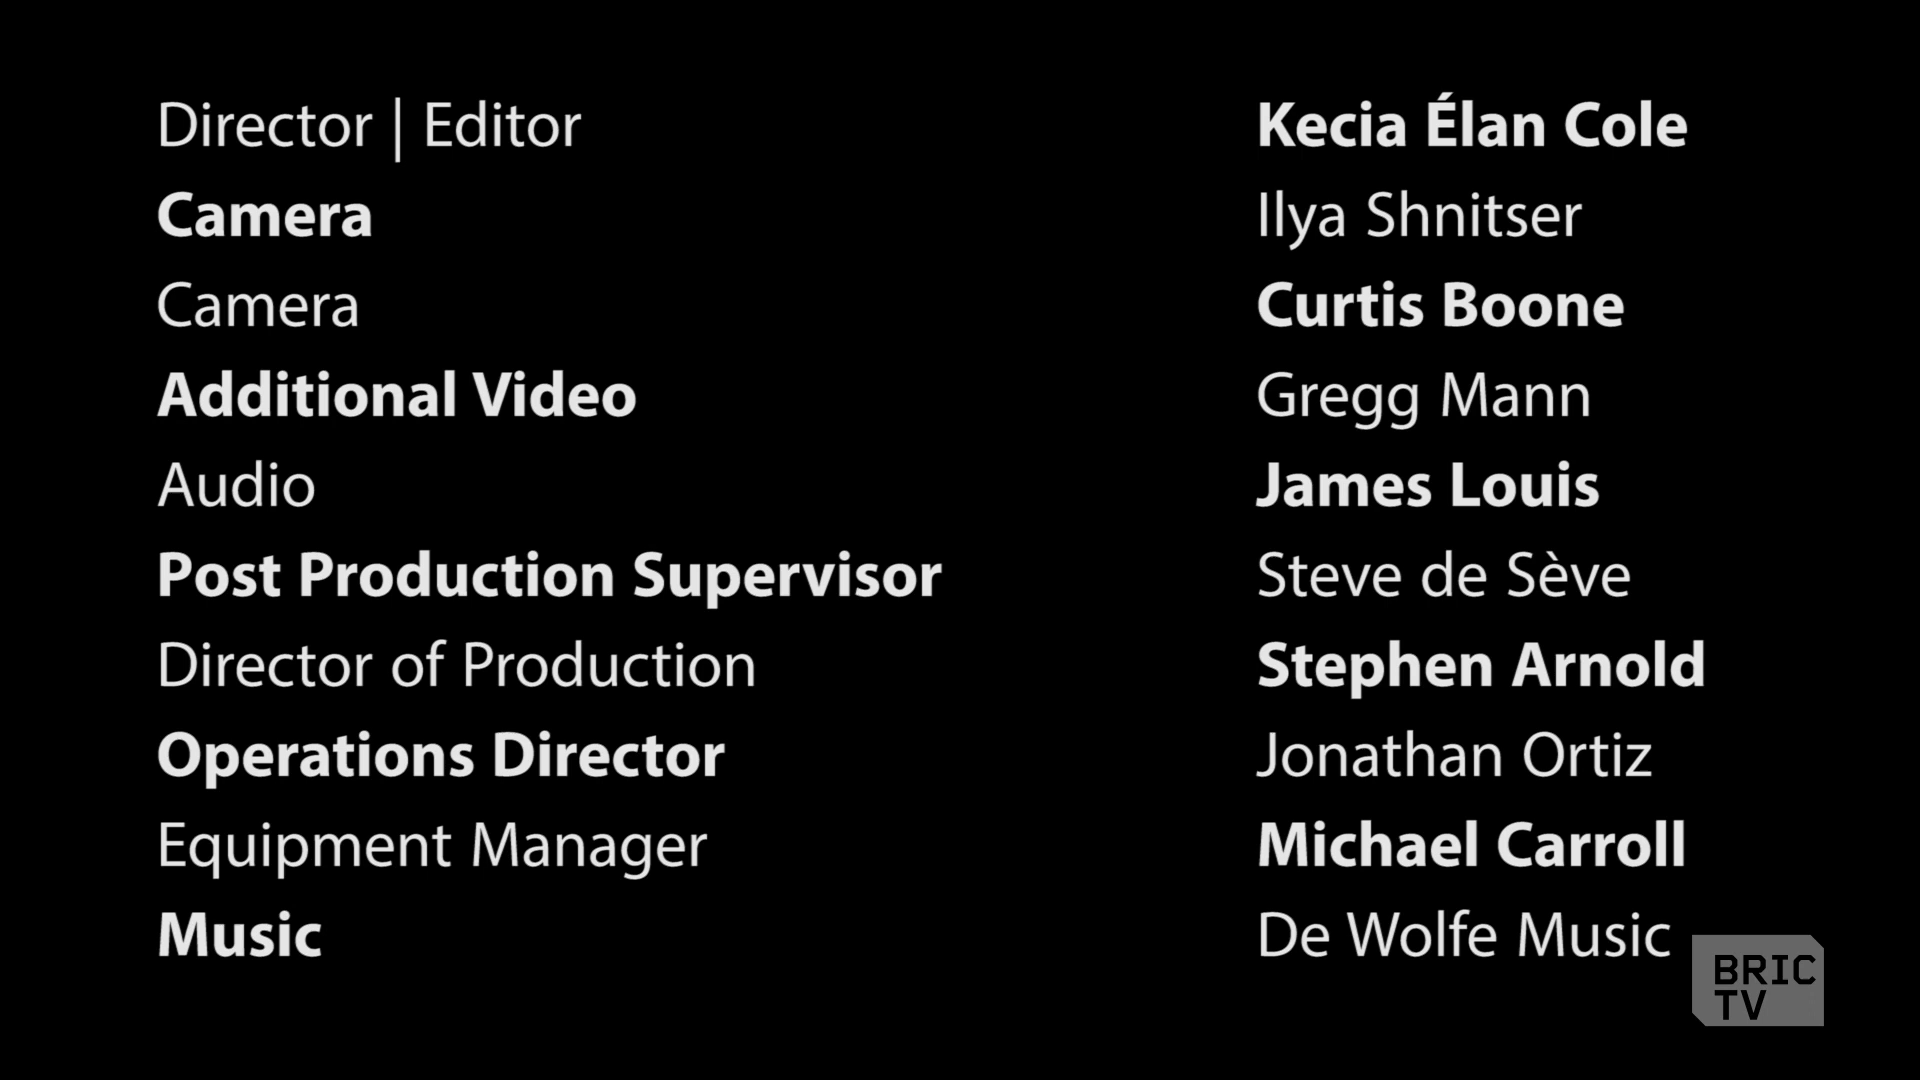 Director | Editor Kecia Élan Cole
Camera Ilya Shnitser
Camera Curtis Boone
Additional Video Gregg Mann
Audio James Louis
Post Production Supervisor Steve de Sève
Director of Production Stephen Arnold
Operations Director Jonathan Ortiz
Equipment Manager Michael Carroll
Music De Wolfe Music
BRIC
TV